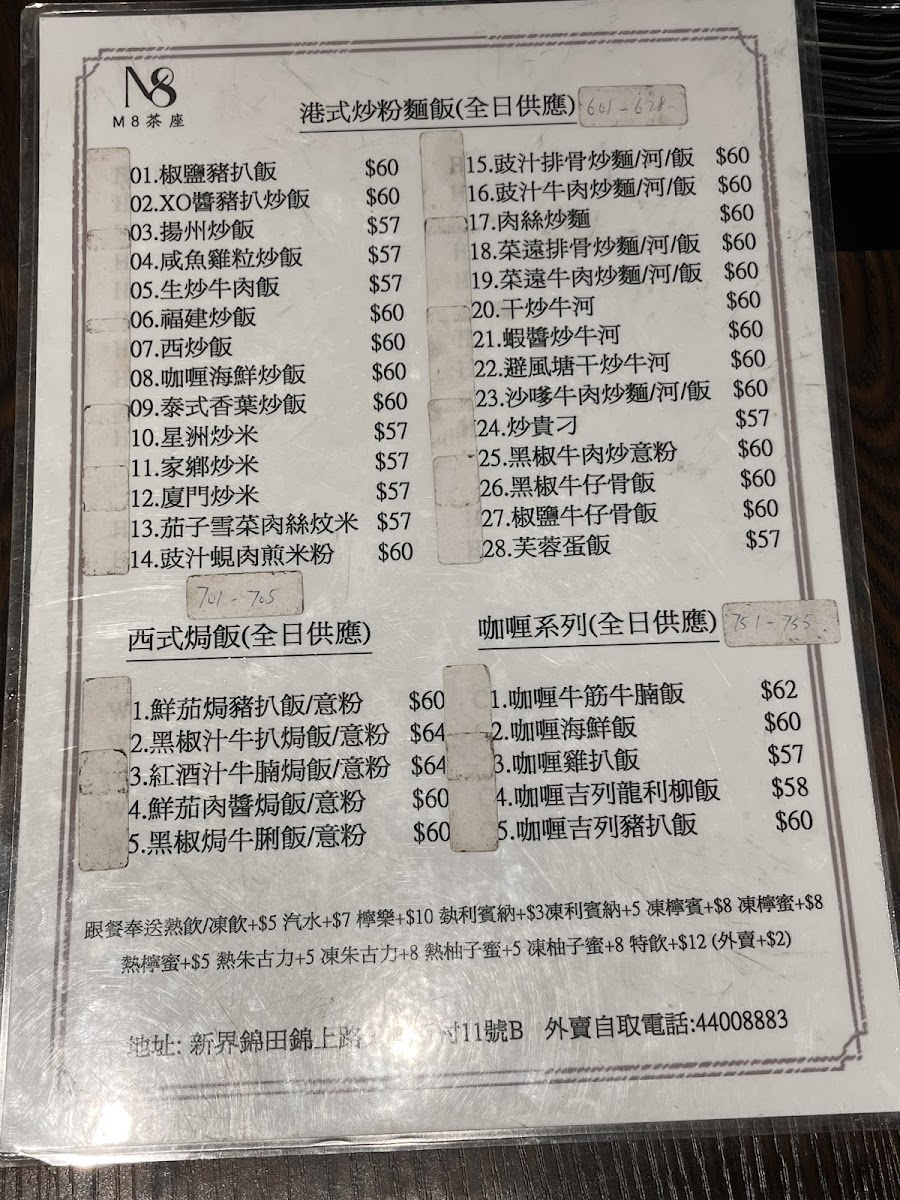 M8
M8茶座
港式炒粉麵飯(全日供應) 601-628
01.椒鹽豬扒飯 $60
02.XO醬豬扒炒飯 $60
03.揚州炒飯 $57
04.咸魚雞粒炒飯 $57
05.生炒牛肉飯 $57
06.福建炒飯 $60
07.西炒飯 $60
08.咖喱海鮮炒飯 $60
09.泰式香葉炒飯 $60
10.星洲炒米 $57
11.家鄉炒米 $57
12.廈門炒米 $57
13.茄子雪菜肉絲炆米 $57
14.豉汁蜆肉煎米粉 $60
15.豉汁排骨炒麵/河/飯 $60
16.豉汁牛肉炒麵/河/飯 $60
17.肉絲炒麵 $60
18.菜遠排骨炒麵/河/飯 $60
19.菜遠牛肉炒麵/河/飯 $60
20.干炒牛河 $60
21.蝦醬炒牛河 $60
22.避風塘干炒牛河 $60
23.沙嗲牛肉炒麵/河/飯 $60
24.炒貴刁 $57
25.黑椒牛肉炒意粉 $60
26.黑椒牛仔骨飯 $60
27.椒鹽牛仔骨飯 $60
28.芙蓉蛋飯 $57
701-705
西式焗飯(全日供應)
1.鮮茄焗豬扒飯/意粉 $60
2.黑椒汁牛扒焗飯/意粉 $64
3.紅酒汁牛腩焗飯/意粉 $64
4.鮮茄肉醬焗飯/意粉 $60
5.黑椒焗牛脷飯/意粉 $60
咖喱系列(全日供應) 751-755
1.咖喱牛筋牛腩飯 $62
2.咖喱海鮮飯 $60
3.咖喱雞扒飯 $57
4.咖喱吉列龍利柳飯 $58
5.咖喱吉列豬扒飯 $60
跟餐奉送熱飲/凍飲+$5 汽水+$7 檸樂+$10 熱利賓納+$3凍利賓納+5 凍檸賓+$8 凍檸蜜+$8
熱檸蜜+$5 熱朱古力+5 凍朱古力+8 熱柚子蜜+5 凍柚子蜜+8 特飲+$12 (外賣+$2)
地址: 新界錦田錦上路 村11號B 外賣自取電話:44008883